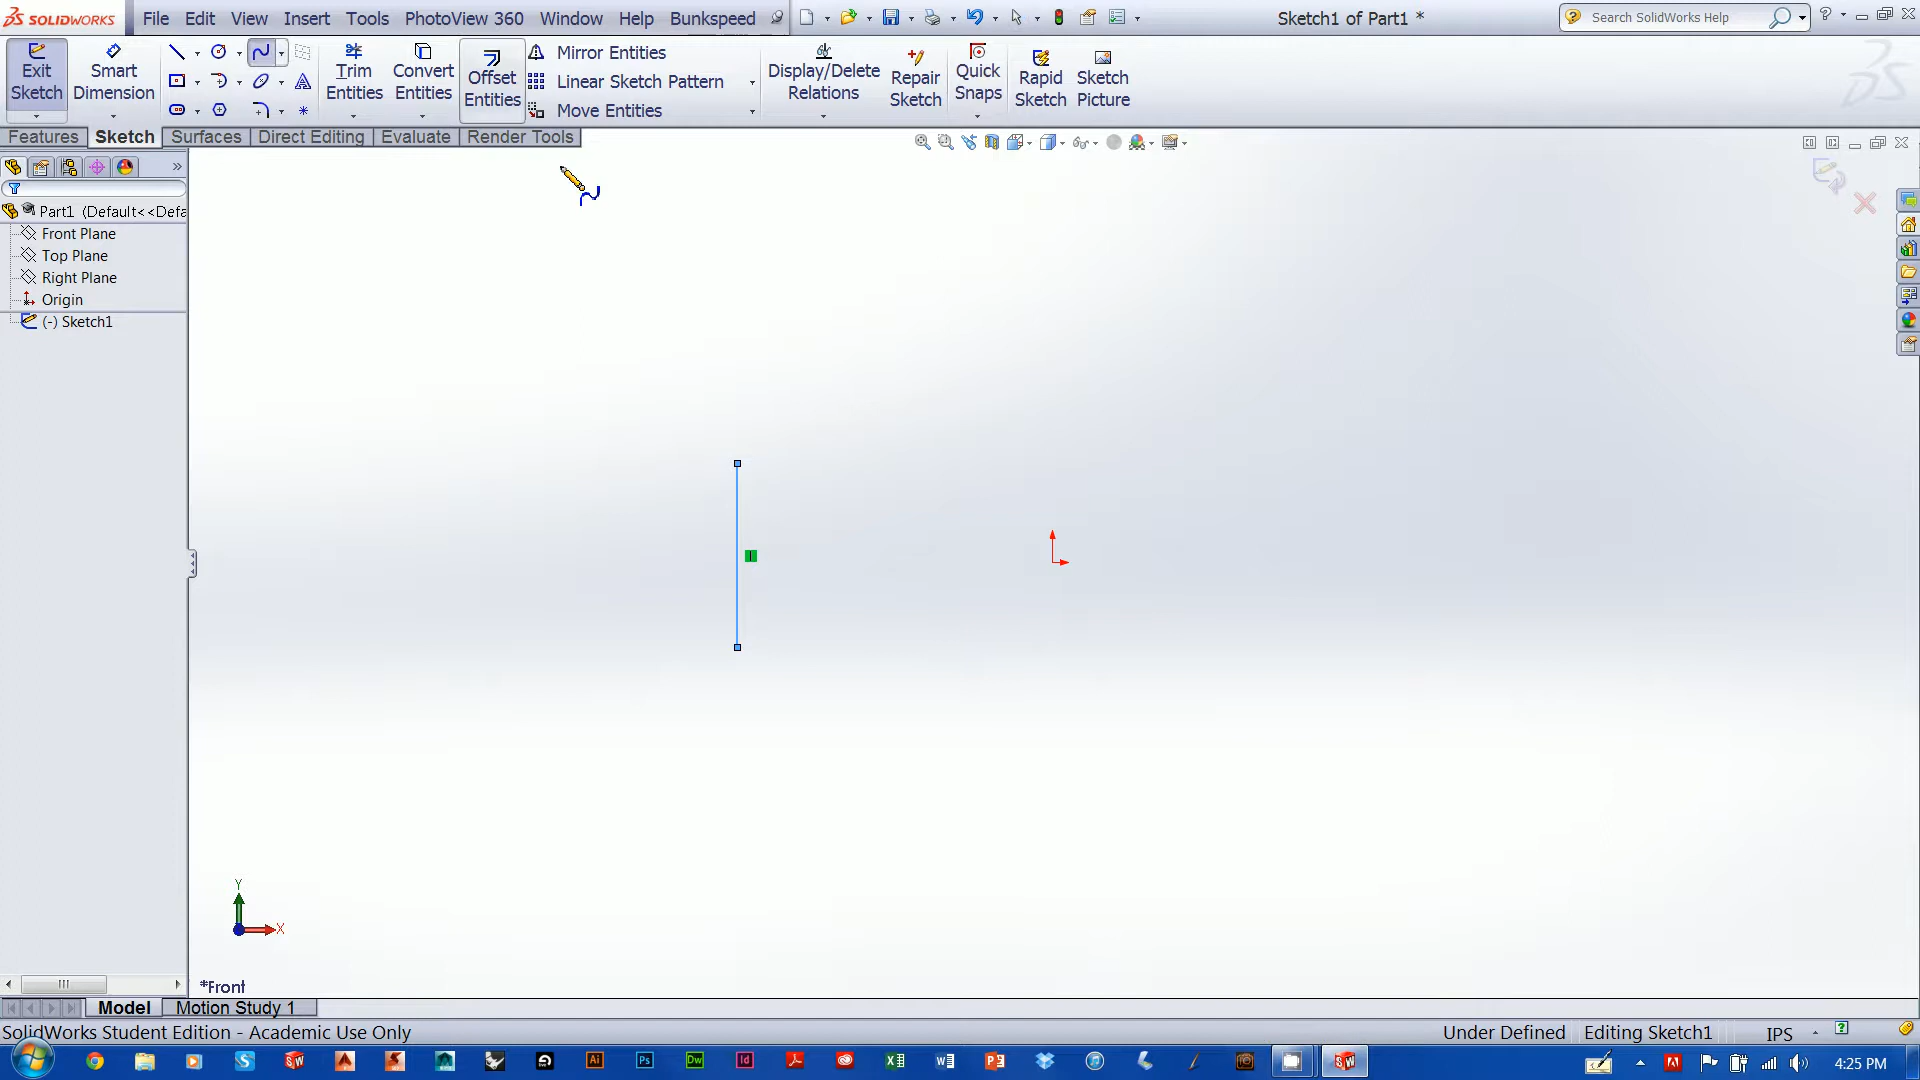 SOLIDWORKS File Edit View Insert Tools PhotoView 360 Window Help Bunkspeed Sketch1 of Part1 * Search SolidWorks Help
Exit Sketch
Smart Dimension
Trim Entities
Convert Entities
Offset Entities
Mirror Entities
Linear Sketch Pattern
Move Entities
Display/Delete Relations
Repair Sketch
Quick Snaps
Rapid Sketch
Sketch Picture
Features Sketch Surfaces Direct Editing Evaluate Render Tools
Part1 (Default<<Defa
Front Plane
Top Plane
Right Plane
Origin
(-) Sketch1
Y
X
*Front
Model Motion Study 1
SolidWorks Student Edition - Academic Use Only Under Defined Editing Sketch1 IPS
Ai Ps Dw Id
4:25 PM